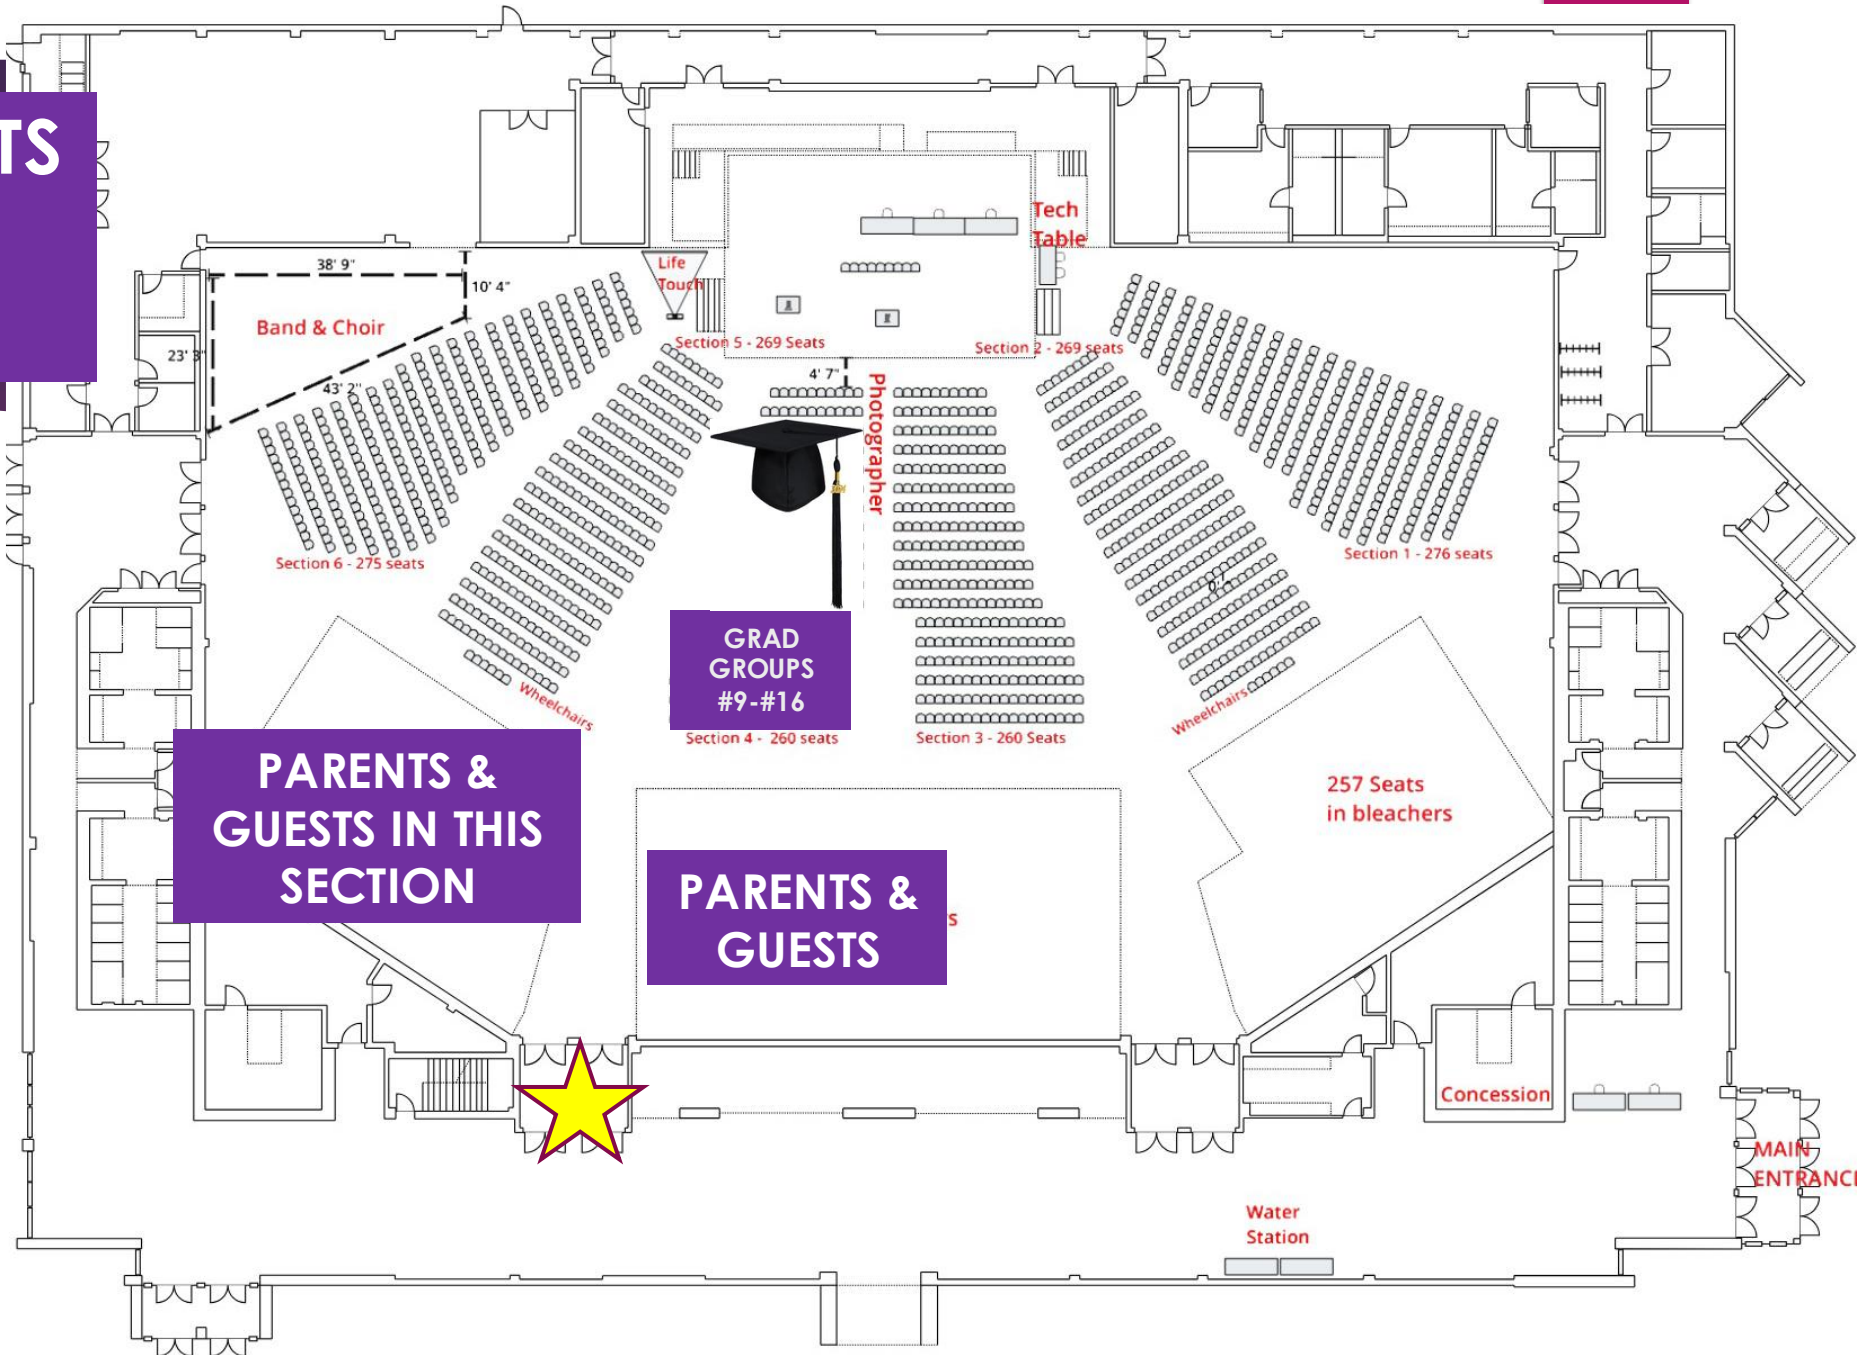 TS
Tech
Table
Life
Touch
38' 9"
10' 4"
Band & Choir
23' 3"
43' 2"
Section 5 - 269 Seats
Section 2 - 269 seats
4' 7"
Photographer
Section 6 - 275 seats
Section 1 - 276 seats
GRAD
GROUPS
#9-#16
Wheelchairs
Wheelchairs
Section 4 - 260 seats
Section 3 - 260 Seats
PARENTS &
GUESTS IN THIS
SECTION
257 Seats
in bleachers
PARENTS &
GUESTS
s
Concession
MAIN
ENTRANCE
Water
Station